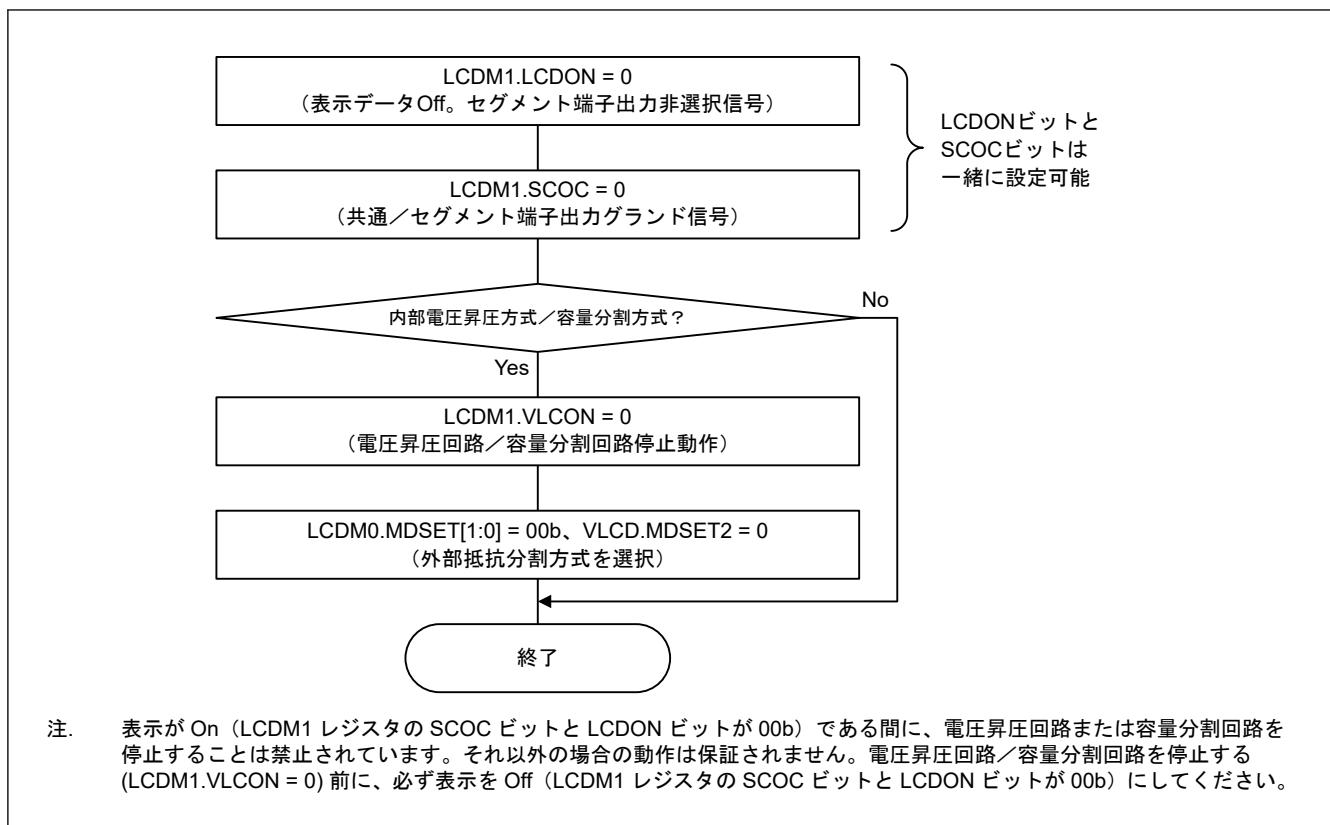 LCDM1.LCDON = 0
（表示データOff。セグメント端子出力非選択信号）
LCDM1.SCOC = 0
（共通／セグメント端子出力グランド信号）
LCDONビットと
SCOCビットは
一緒に設定可能
内部電圧昇圧方式／容量分割方式？
No
Yes
LCDM1.VLCON = 0
（電圧昇圧回路／容量分割回路停止動作）
LCDM0.MDSET[1:0] = 00b、VLCD.MDSET2 = 0
（外部抵抗分割方式を選択）
終了
注. 表示が On（LCDM1 レジスタの SCOC ビットと LCDON ビットが 00b）である間に、電圧昇圧回路または容量分割回路を
停止することは禁止されています。それ以外の場合の動作は保証されません。電圧昇圧回路／容量分割回路を停止する
(LCDM1.VLCON = 0) 前に、必ず表示を Off（LCDM1 レジスタの SCOC ビットと LCDON ビットが 00b）にしてください。